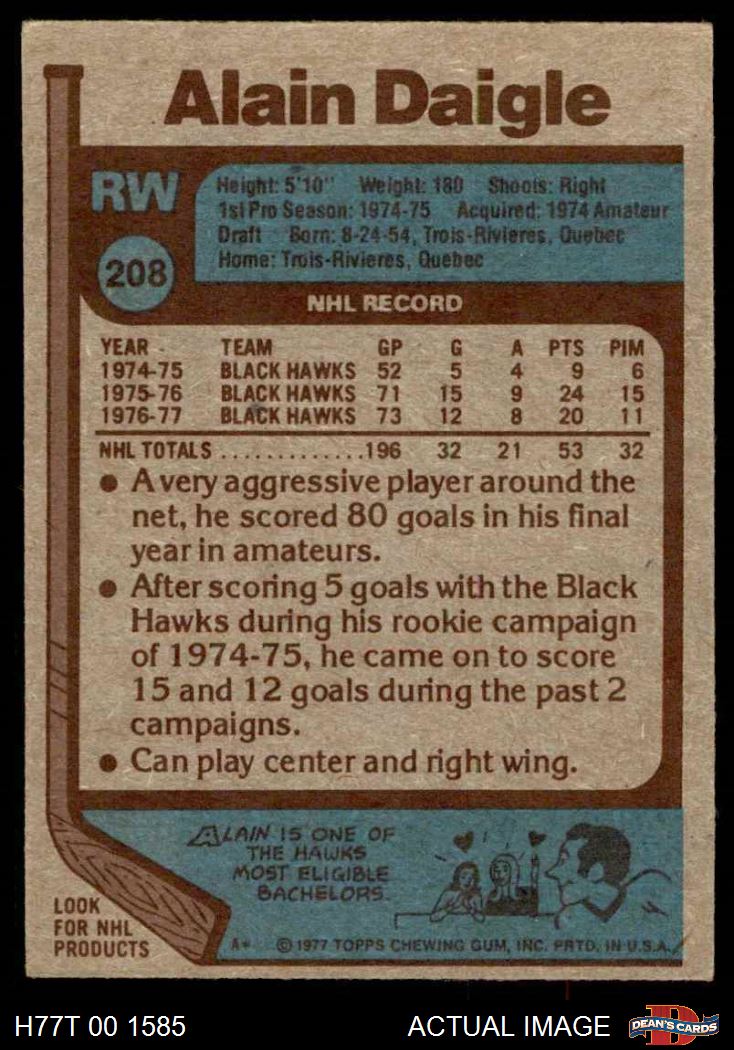 Alain Daigle
RW
208
Height: 5'10" Weight: 180 Shoots: Right
1st Pro Season: 1974-75 Acquired: 1974 Amateur
Draft Born: 8-24-54, Trois-Rivieres, Quebec
Home: Trois-Rivieres, Quebec
NHL RECORD
YEAR TEAM GP G A PTS PIM
1974-75 BLACK HAWKS 52 5 4 9 6
1975-76 BLACK HAWKS 71 15 9 24 15
1976-77 BLACK HAWKS 73 12 8 20 11
NHL TOTALS .............196 32 21 53 32
● A very aggressive player around the
net, he scored 80 goals in his final
year in amateurs.
● After scoring 5 goals with the Black
Hawks during his rookie campaign
of 1974-75, he came on to score
15 and 12 goals during the past 2
campaigns.
● Can play center and right wing.
ALAIN IS ONE OF
THE HAWKS
MOST ELIGIBLE
BACHELORS.
LOOK
FOR NHL
PRODUCTS
A* © 1977 TOPPS CHEWING GUM, INC. PRTD. IN U.S.A.
H77T 00 1585 ACTUAL IMAGE DEAN'S CARDS